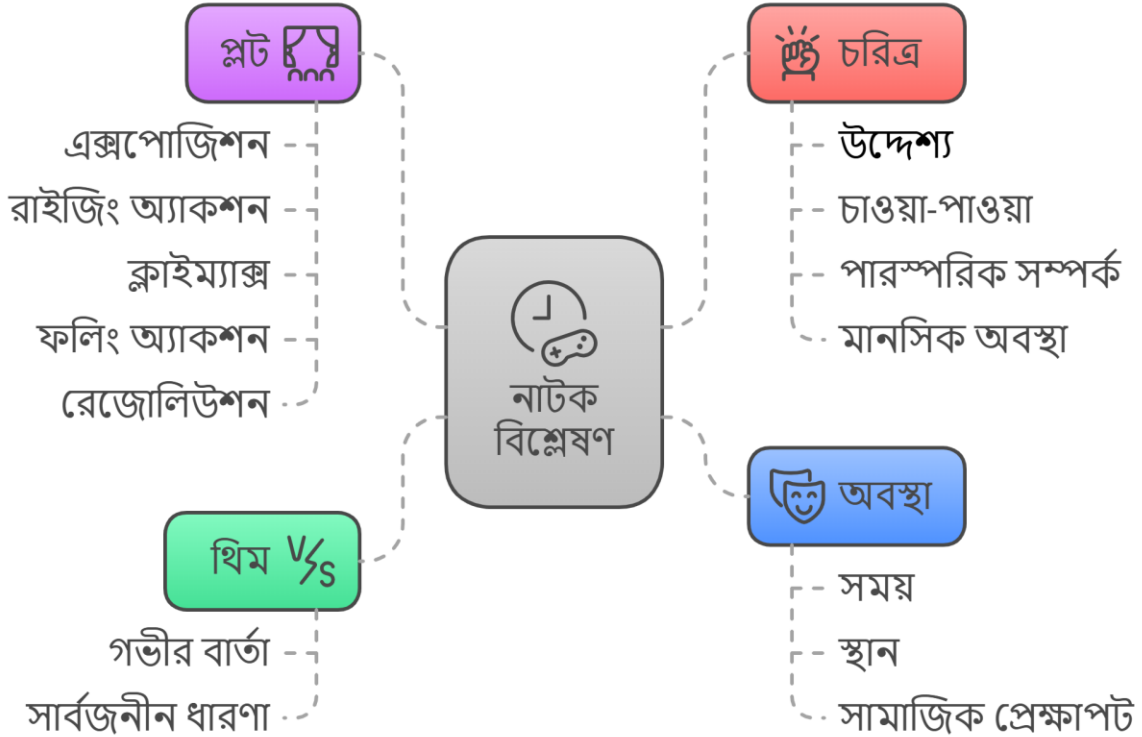 প্লট
এক্সপোজিশন
রাইজিং অ্যাকশন
ক্লাইম্যাক্স
ফলিং অ্যাকশন
রেজোলিউশন
থিম V/S
গভীর বার্তা
সার্বজনীন ধারণা
নাটক
বিশ্লেষণ
চরিত্র
উদ্দেশ্য
চাওয়া-পাওয়া
পারস্পরিক সম্পর্ক
মানসিক অবস্থা
অবস্থা
সময়
স্থান
সামাজিক প্রেক্ষাপট